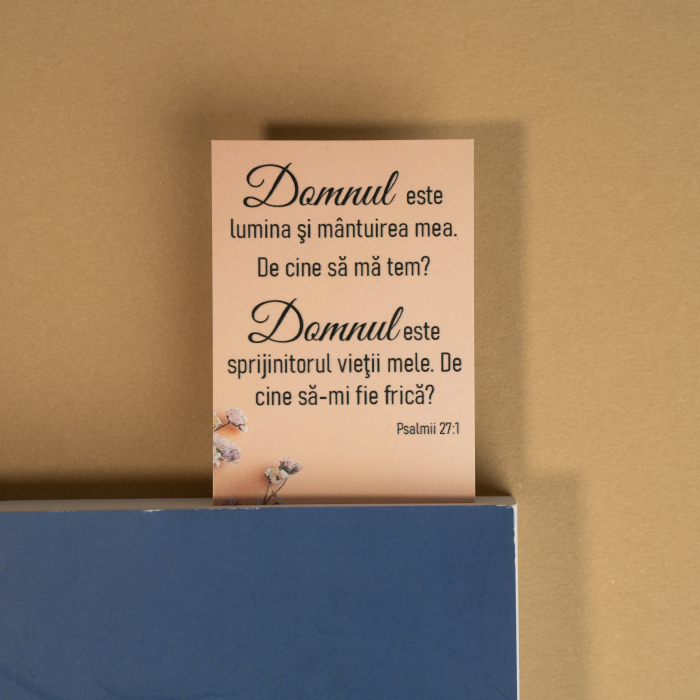 Domnul este
lumina şi mântuirea mea.
De cine să mă tem?
Domnul este
sprijinitorul vieţii mele. De
cine să-mi fie frică?
Psalmii 27:1